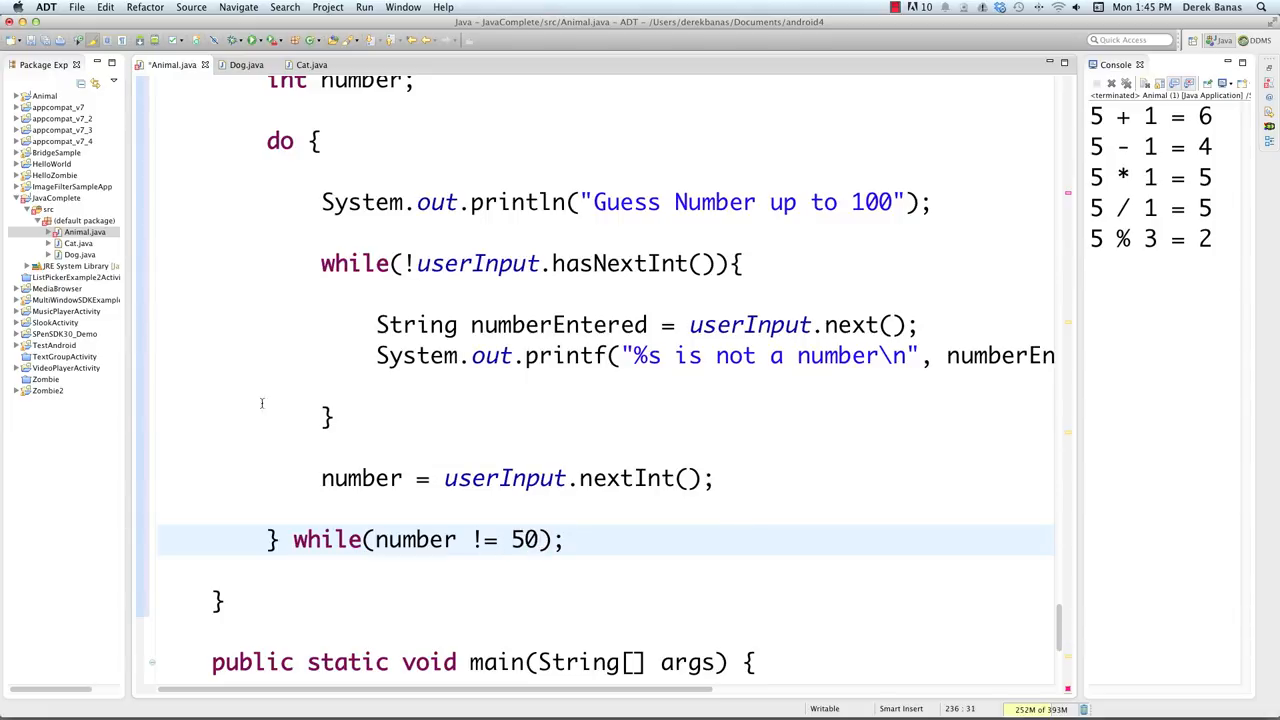 ADT File Edit Refactor Source Navigate Search Project Run Window Help
10 Mon 1:45 PM Derek Banas
Java – JavaComplete/src/Animal.java – ADT – /Users/derekbanas/Documents/android4
Quick Access Java DDMS
Package Exp
*Animal.java Dog.java Cat.java
Console
<terminated> Animal (1) [Java Application] /S
Animal
appcompat_v7
appcompat_v7_2
appcompat_v7_3
appcompat_v7_4
BridgeSample
HelloWorld
HelloZombie
ImageFilterSampleApp
JavaComplete
src
(default package)
Animal.java
Cat.java
Dog.java
JRE System Library [Ja
ListPickerExample2Activi
MediaBrowser
MultiWindowSDKExample
MusicPlayerActivity
SlookActivity
SPenSDK30_Demo
TestAndroid
TextGroupActivity
VideoPlayerActivity
Zombie
Zombie2
int number;
do {
System.out.println("Guess Number up to 100");
while(!userInput.hasNextInt()){
String numberEntered = userInput.next();
System.out.printf("%s is not a number\n", numberEn
}
number = userInput.nextInt();
} while(number != 50);
}
public static void main(String[] args) {
5 + 1 = 6
5 - 1 = 4
5 * 1 = 5
5 / 1 = 5
5 % 3 = 2
Writable Smart Insert 236 : 31 252M of 393M